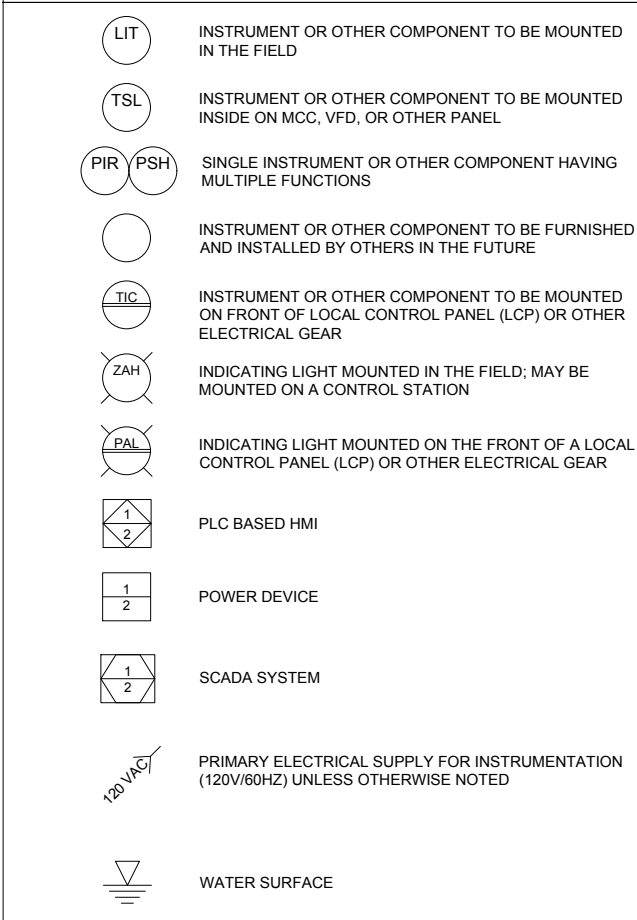 LIT INSTRUMENT OR OTHER COMPONENT TO BE MOUNTED
IN THE FIELD
TSL INSTRUMENT OR OTHER COMPONENT TO BE MOUNTED
INSIDE ON MCC, VFD, OR OTHER PANEL
PIR PSH SINGLE INSTRUMENT OR OTHER COMPONENT HAVING
MULTIPLE FUNCTIONS
INSTRUMENT OR OTHER COMPONENT TO BE FURNISHED
AND INSTALLED BY OTHERS IN THE FUTURE
TIC INSTRUMENT OR OTHER COMPONENT TO BE MOUNTED
ON FRONT OF LOCAL CONTROL PANEL (LCP) OR OTHER
ELECTRICAL GEAR
ZAH INDICATING LIGHT MOUNTED IN THE FIELD; MAY BE
MOUNTED ON A CONTROL STATION
PAL INDICATING LIGHT MOUNTED ON THE FRONT OF A LOCAL
CONTROL PANEL (LCP) OR OTHER ELECTRICAL GEAR
1
2
PLC BASED HMI
1
2
POWER DEVICE
1
2
SCADA SYSTEM
120 VAC PRIMARY ELECTRICAL SUPPLY FOR INSTRUMENTATION
(120V/60HZ) UNLESS OTHERWISE NOTED
WATER SURFACE